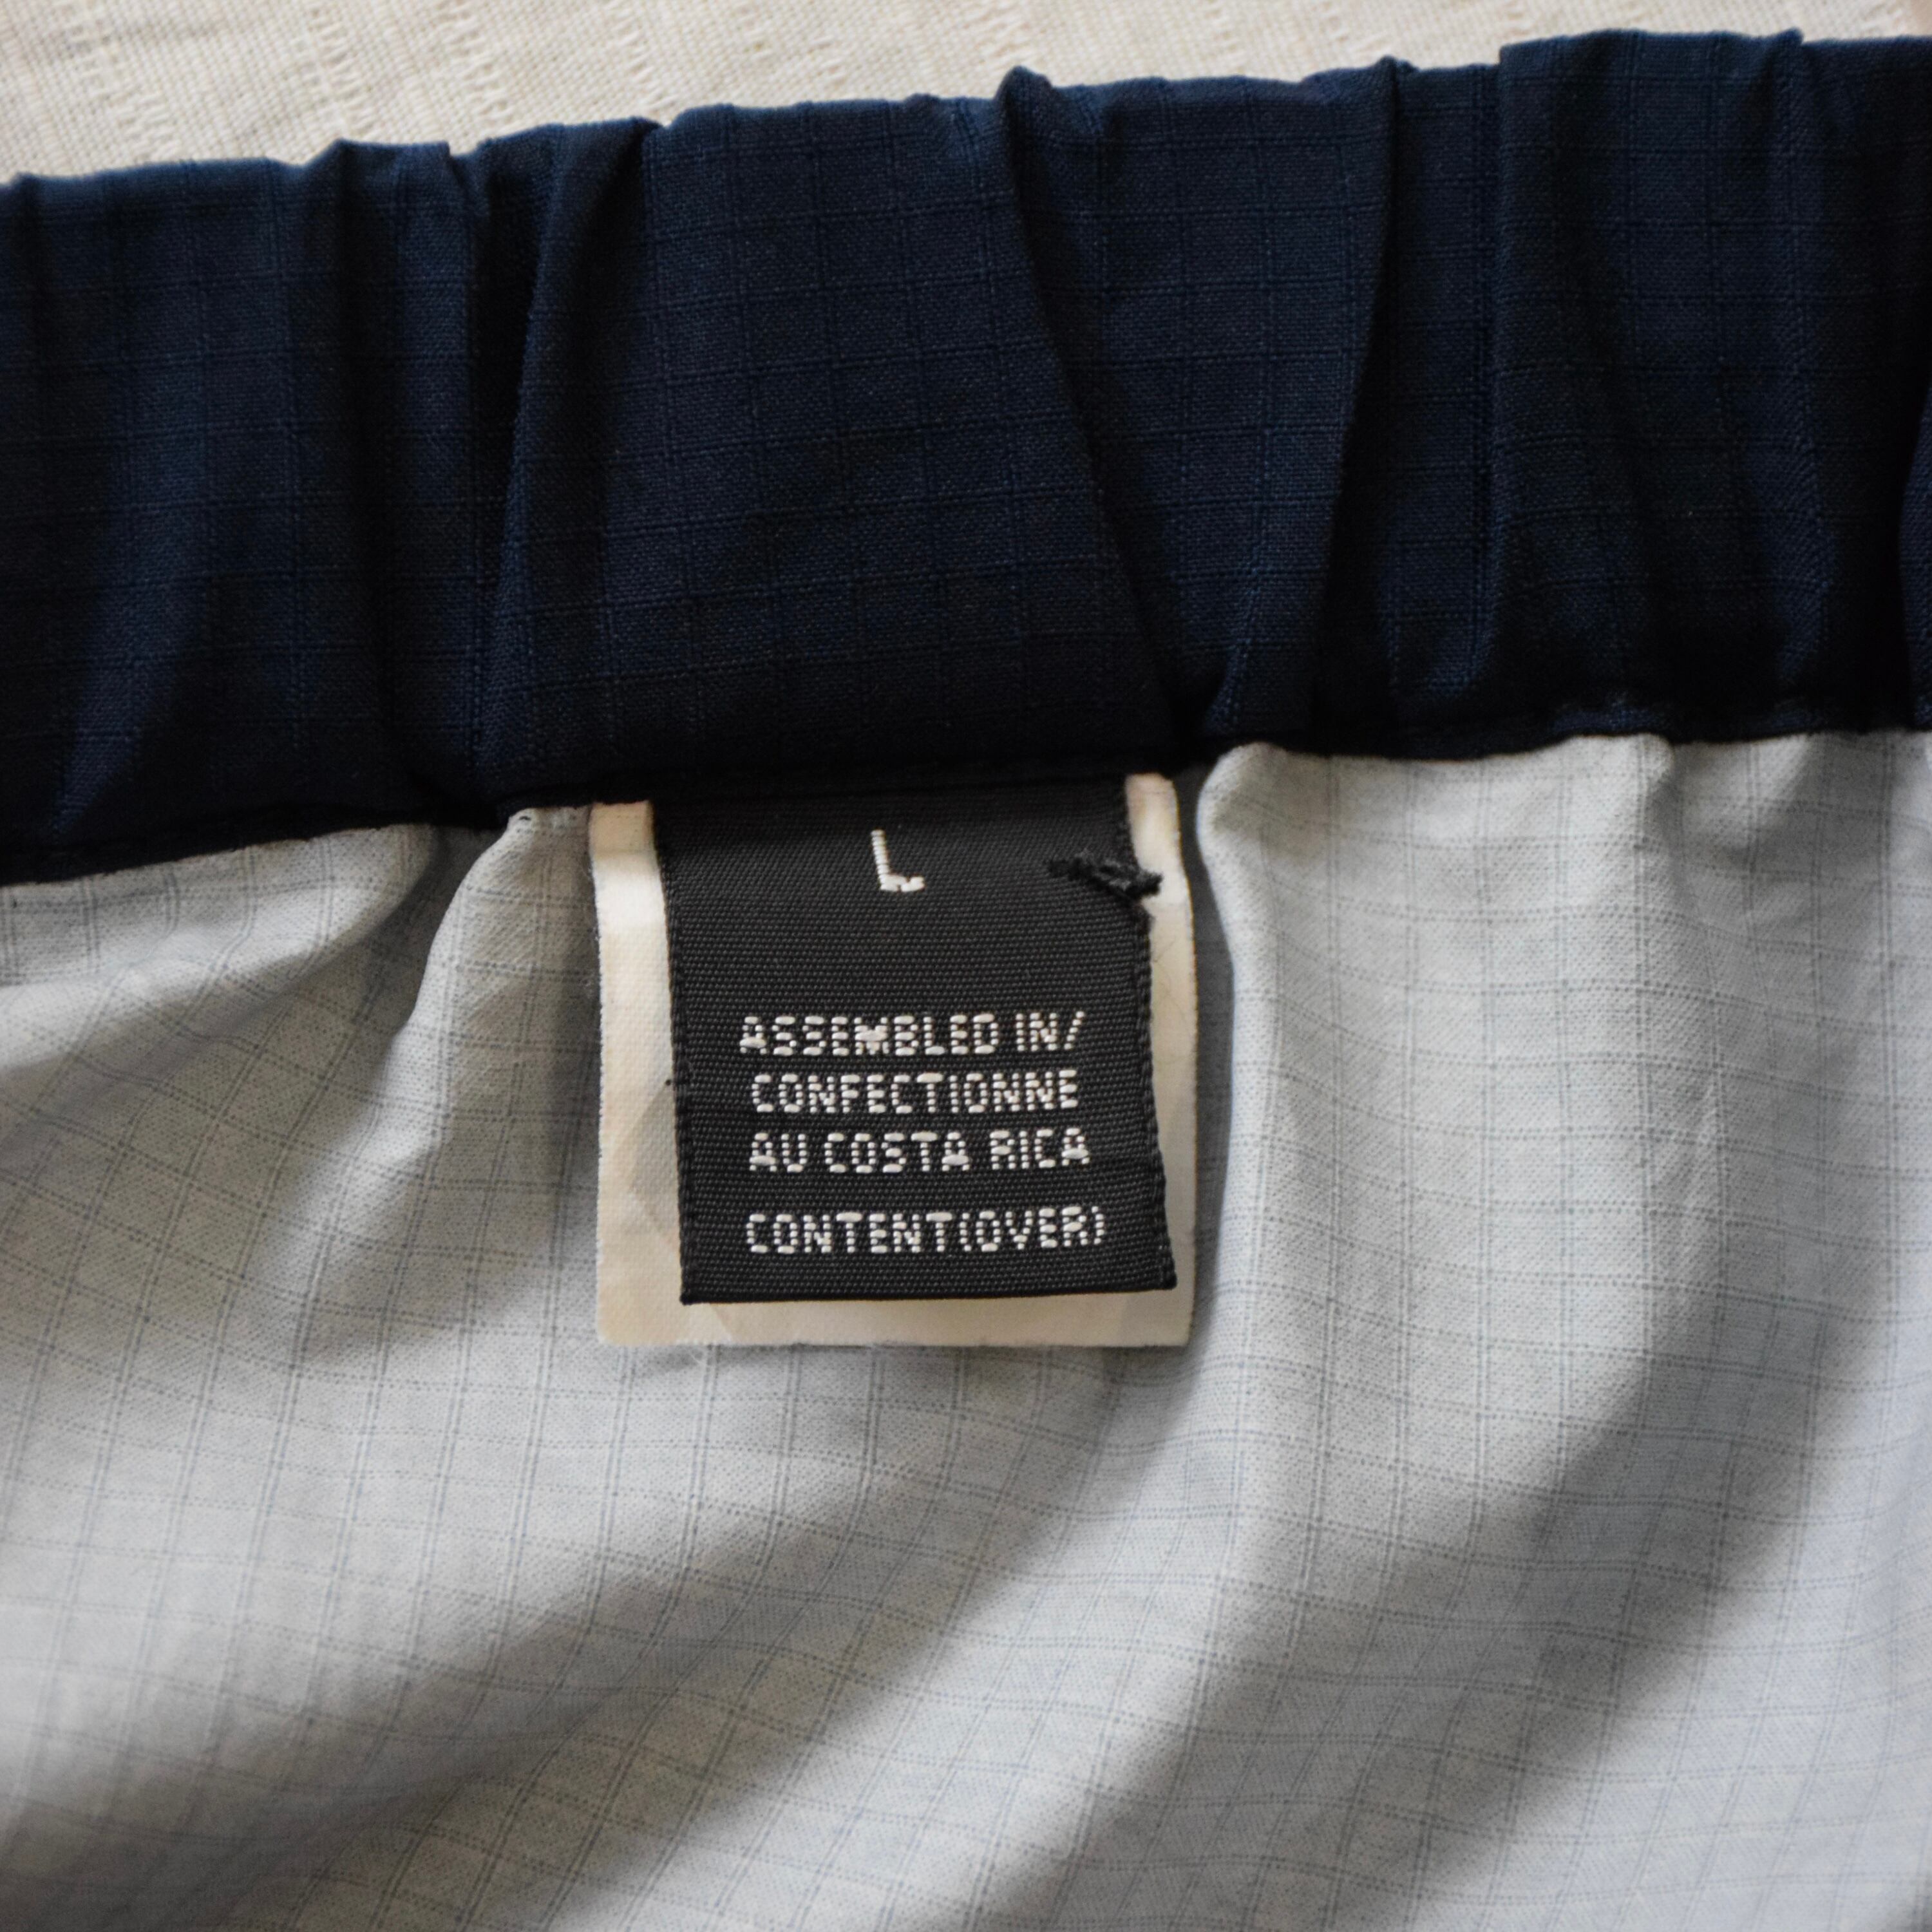 L
ASSEMBLED IN/
CONFECTIONNE
AU COSTA RICA
CONTENT(OVER)